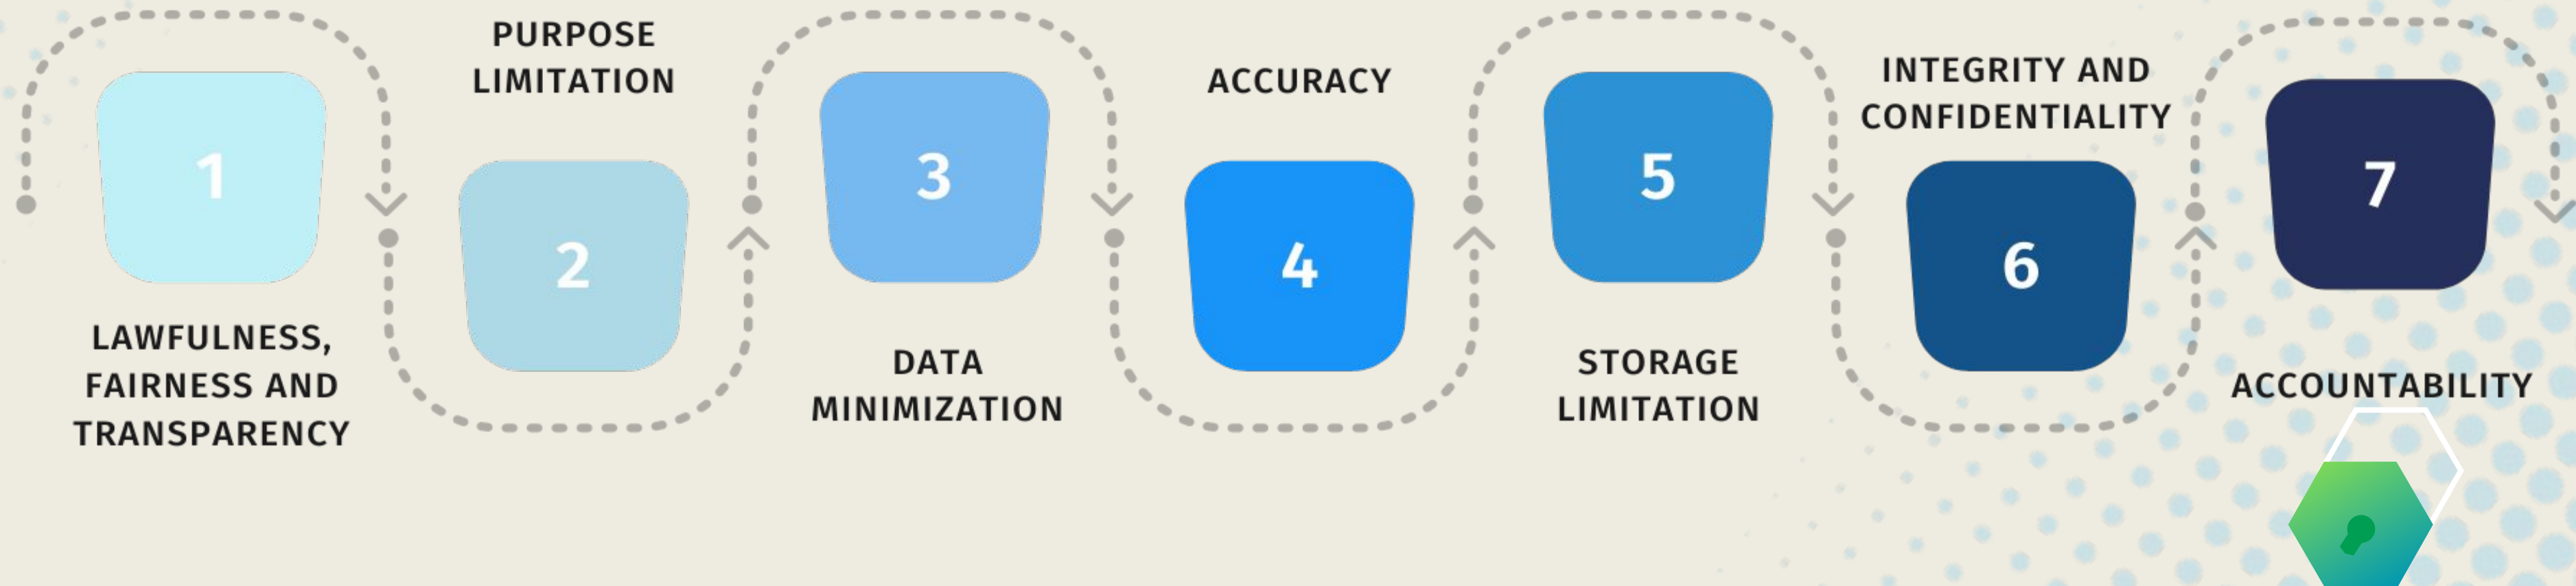 1
LAWFULNESS,
FAIRNESS AND
TRANSPARENCY
PURPOSE
LIMITATION
2
3
DATA
MINIMIZATION
ACCURACY
4
5
STORAGE
LIMITATION
INTEGRITY AND
CONFIDENTIALITY
6
7
ACCOUNTABILITY